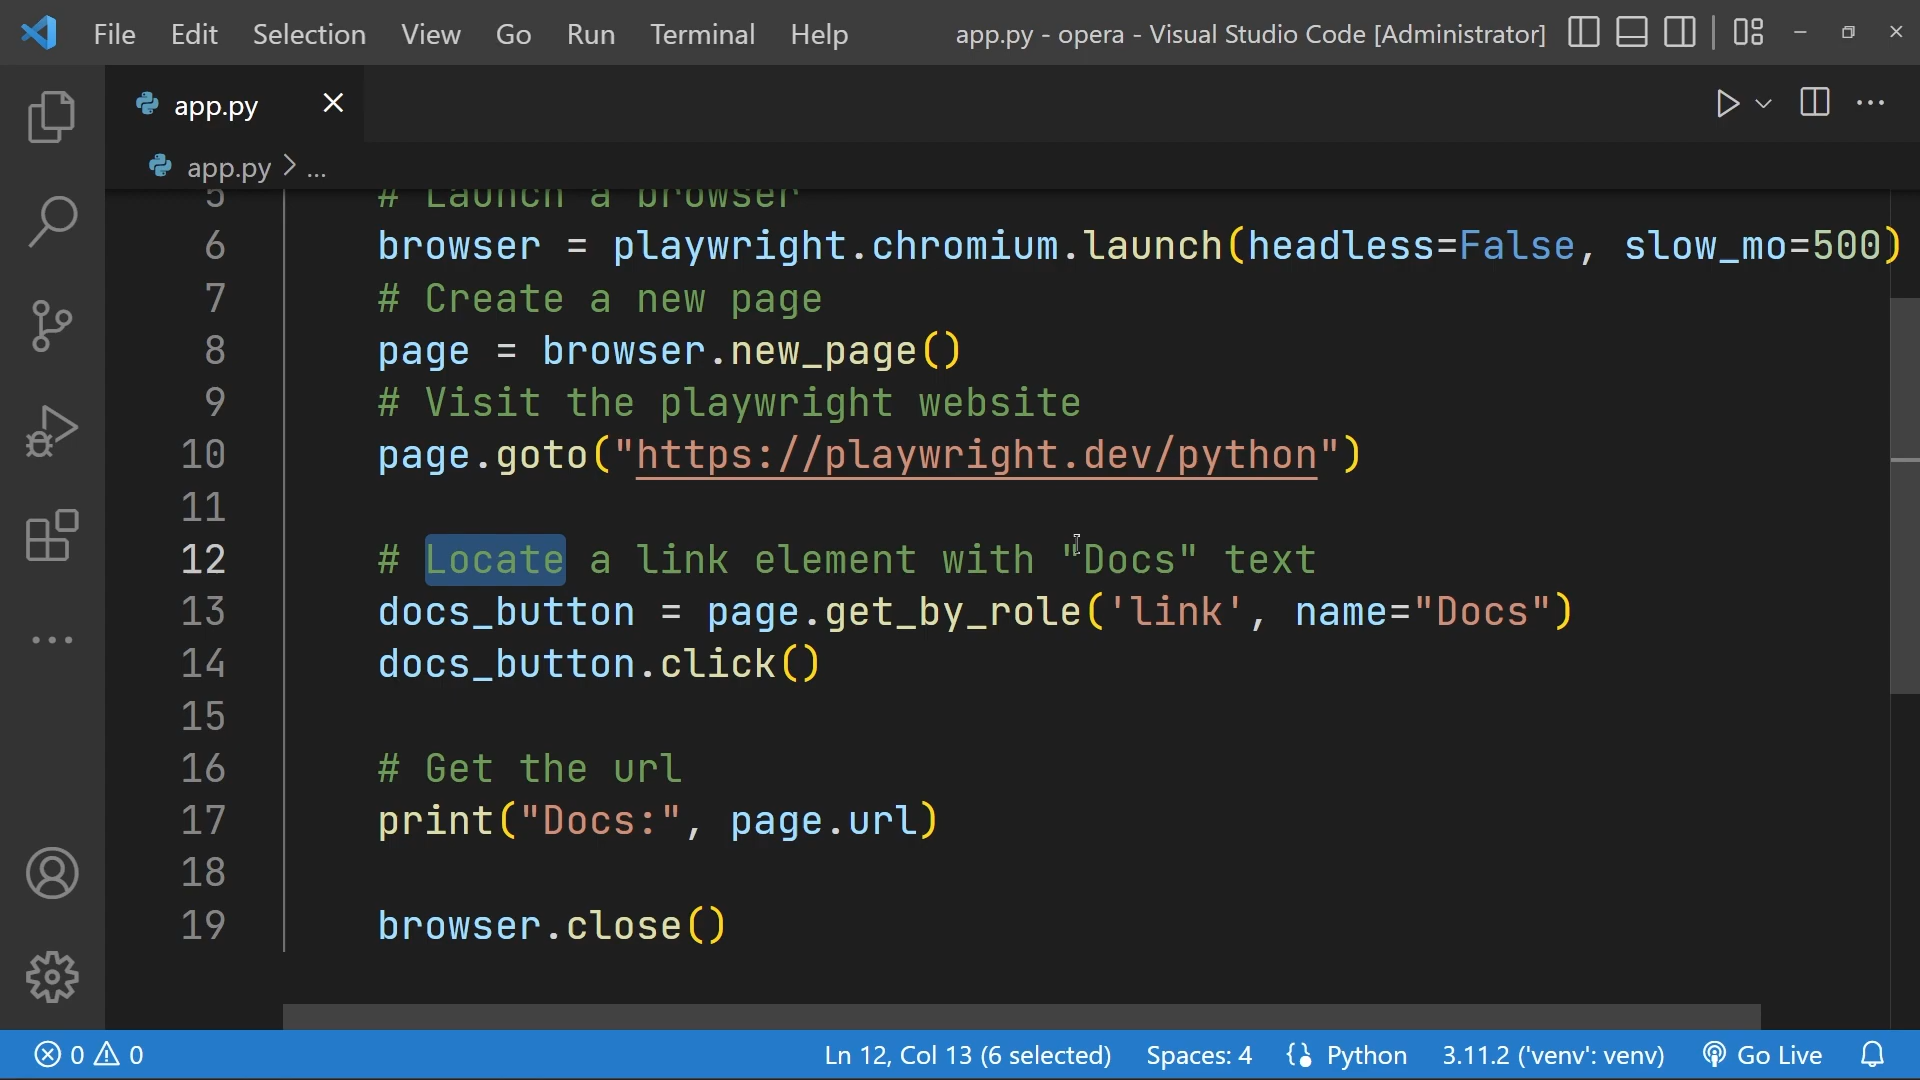 File Edit Selection View Go Run Terminal Help app.py - opera - Visual Studio Code [Administrator]
app.py
app.py > ...
5 # Launch a browser
6 browser = playwright.chromium.launch(headless=False, slow_mo=500)
7 # Create a new page
8 page = browser.new_page()
9 # Visit the playwright website
10 page.goto("https://playwright.dev/python")
11
12 # Locate a link element with "Docs" text
13 docs_button = page.get_by_role('link', name="Docs")
14 docs_button.click()
15
16 # Get the url
17 print("Docs:", page.url)
18
19 browser.close()
0 0 Ln 12, Col 13 (6 selected) Spaces: 4 Python 3.11.2 ('venv': venv) Go Live